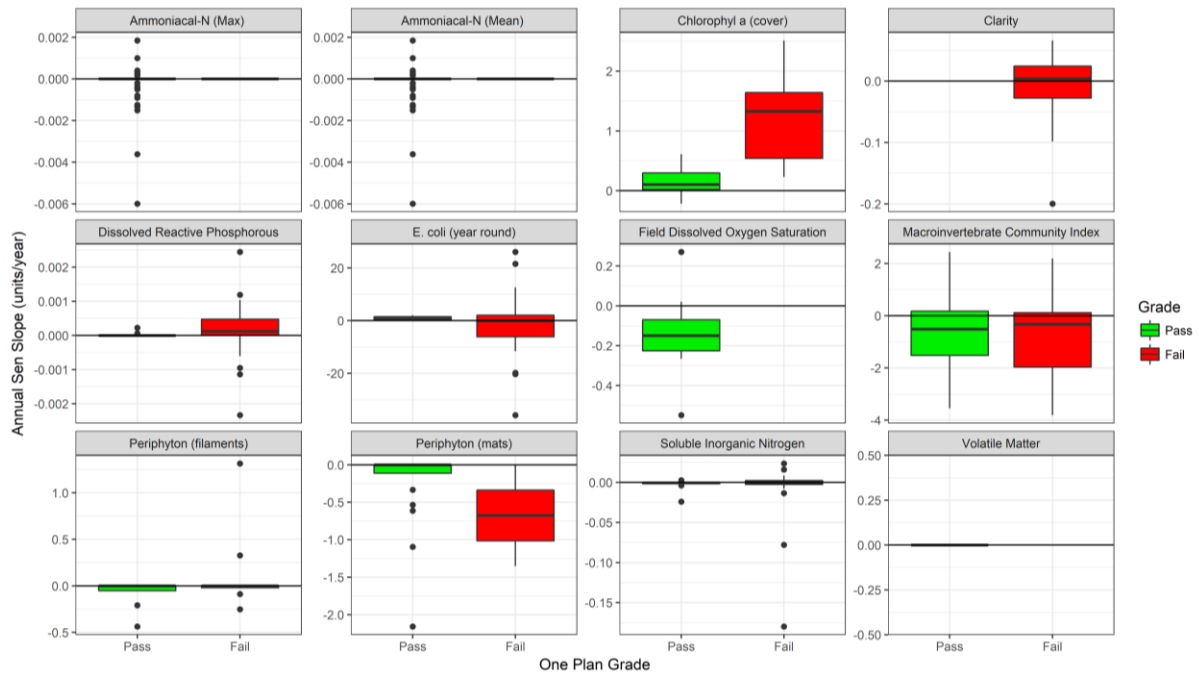 Ammoniacal-N (Max)
Ammoniacal-N (Mean)
Chlorophyl a (cover)
Clarity
0.002
0.000
-0.002
-0.004
-0.006
0.002
0.000
-0.002
-0.004
-0.006
2
1
0
0.0
-0.1
-0.2
Dissolved Reactive Phosphorous
E. coli (year round)
Field Dissolved Oxygen Saturation
Macroinvertebrate Community Index
0.002
0.001
0.000
-0.001
-0.002
20
0
-20
0.2
0.0
-0.2
-0.4
2
0
-2
-4
Periphyton (filaments)
Periphyton (mats)
Soluble Inorganic Nitrogen
Volatile Matter
1.0
0.5
0.0
-0.5
0.0
-0.5
-1.0
-1.5
-2.0
0.00
-0.05
-0.10
-0.15
0.50
0.25
0.00
-0.25
-0.50
Pass
Fail
Pass
Fail
Pass
Fail
Pass
Fail
One Plan Grade
Annual Sen Slope (units/year)
Grade
Pass
Fail